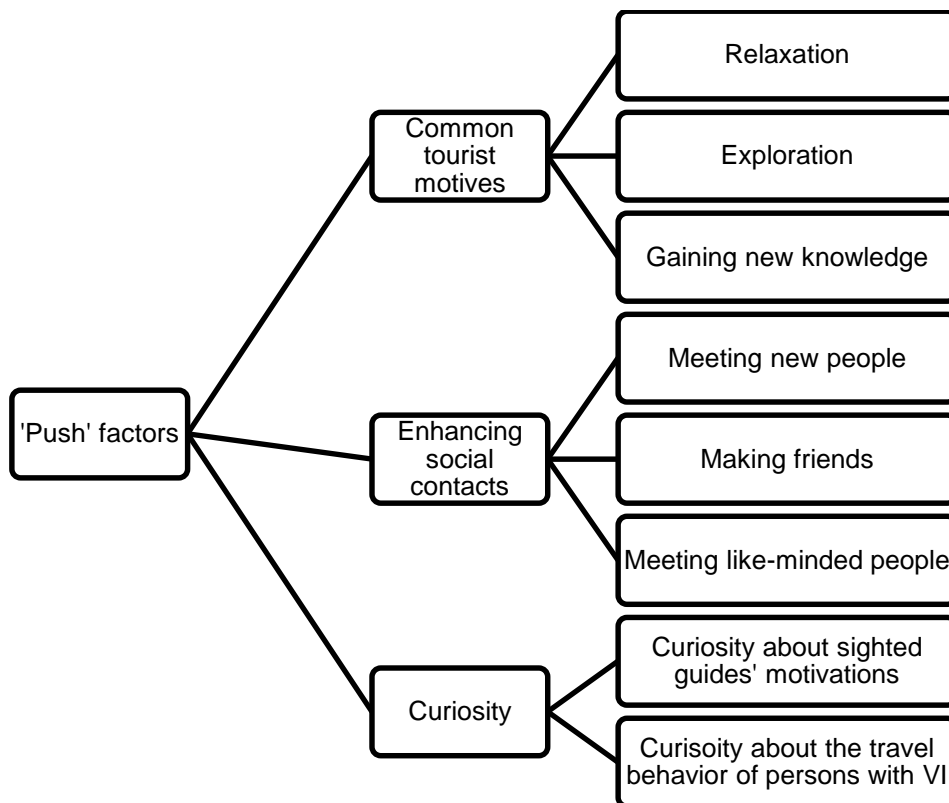 'Push' factors
Common
tourist
motives
Relaxation
Exploration
Gaining new knowledge
Enhancing
social
contacts
Meeting new people
Making friends
Meeting like-minded people
Curiosity
Curiosity about sighted
guides' motivations
Curisoity about the travel
behavior of persons with VI